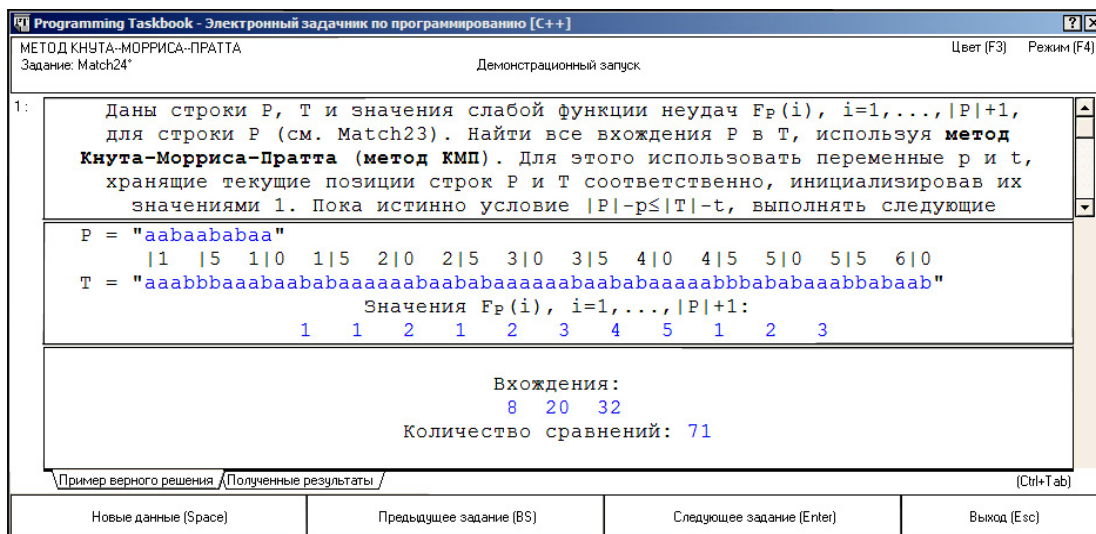 Programming Taskbook - Электронный задачник по программированию [C++]
МЕТОД КНУТА-МОРРИСА-ПРАТТА
Цвет (F3) Режим (F4)
Задание: Match24°
Демонстрационный запуск
1:
Даны строки P, T и значения слабой функции неудач FP(i), i=1,...,|P|+1,
для строки P (см. Match23). Найти все вхождения P в T, используя метод
Кнута-Морриса-Пратта (метод КМП). Для этого использовать переменные p и t,
хранящие текущие позиции строк P и T соответственно, инициализировав их
значениями 1. Пока истинно условие |P|-p≤|T|-t, выполнять следующие
P = "aabaababaa"
|1 |5 1|0 1|5 2|0 2|5 3|0 3|5 4|0 4|5 5|0 5|5 6|0
T = "aaabbbaaabaababaaaaaabaababaaaaaabaababaaaaabbbababaaabbabaab"
Значения FP(i), i=1,...,|P|+1:
1 1 2 1 2 3 4 5 1 2 3
Вхождения:
8 20 32
Количество сравнений: 71
Пример верного решения Полученные результаты
(Ctrl+Tab)
Новые данные (Space) Предыдущее задание (BS) Следующее задание (Enter) Выход (Esc)